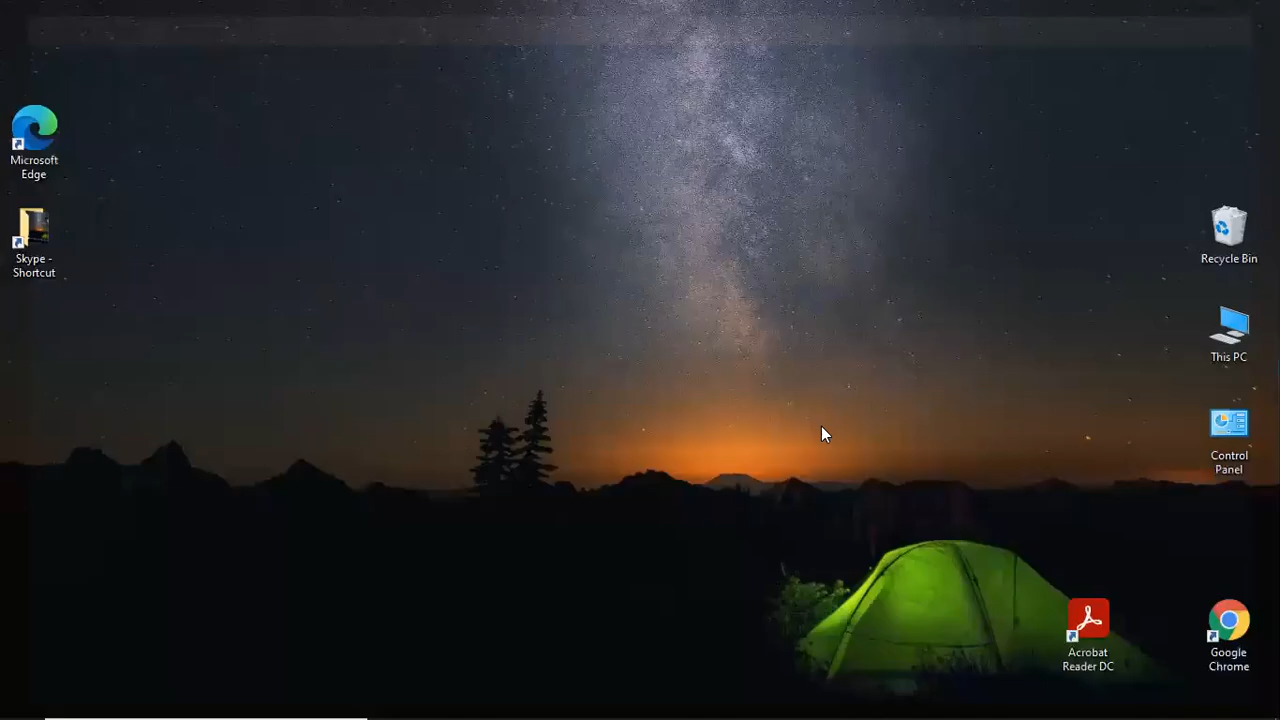 Microsoft
Edge
Skype -
Shortcut
Recycle Bin
This PC
Control
Panel
Acrobat
Reader DC
Google
Chrome